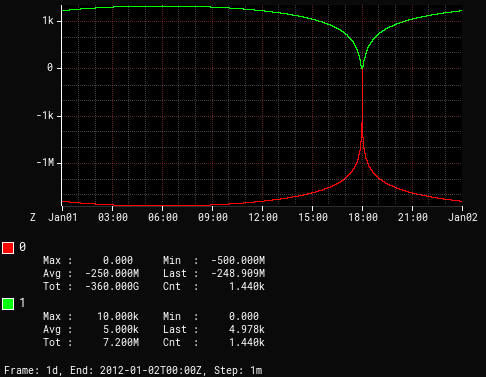 1k
0
-1k
-1M
Z Jan01 03:00 06:00 09:00 12:00 15:00 18:00 21:00 Jan02
0
Max : 0.000 Min : -500.000M
Avg : -250.000M Last : -248.909M
Tot : -360.000G Cnt : 1.440k
1
Max : 10.000k Min : 0.000
Avg : 5.000k Last : 4.978k
Tot : 7.200M Cnt : 1.440k
Frame: 1d, End: 2012-01-02T00:00Z, Step: 1m